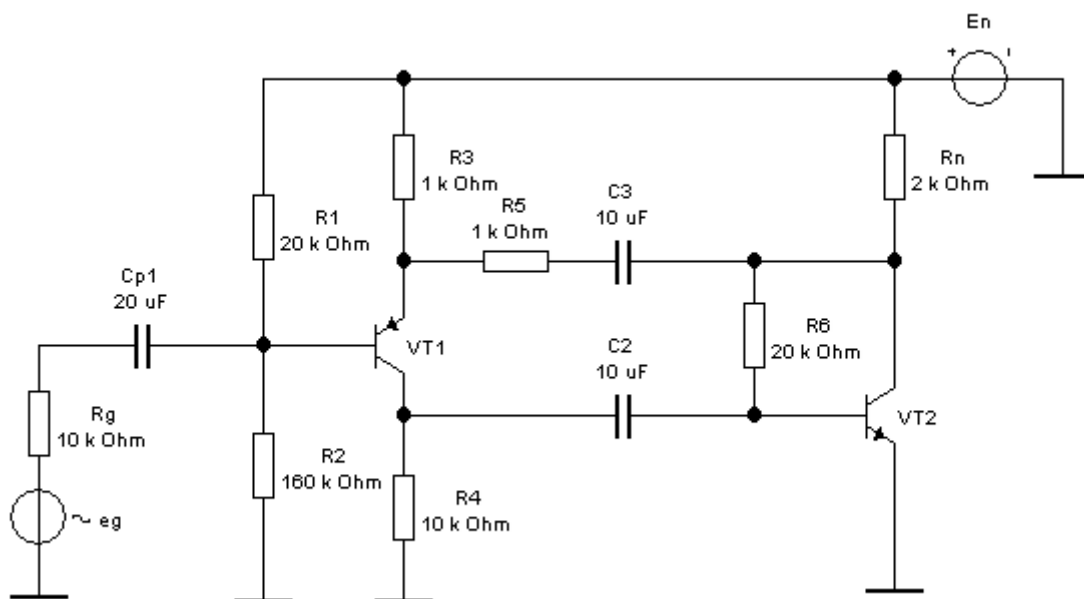 En
+ -
R3
1 k Ohm
Rn
2 k Ohm
C3
10 uF
R5
1 k Ohm
R1
20 k Ohm
Cp1
20 uF
R6
20 k Ohm
VT1
C2
10 uF
Rg
10 k Ohm
VT2
R2
160 k Ohm
R4
10 k Ohm
~ eg